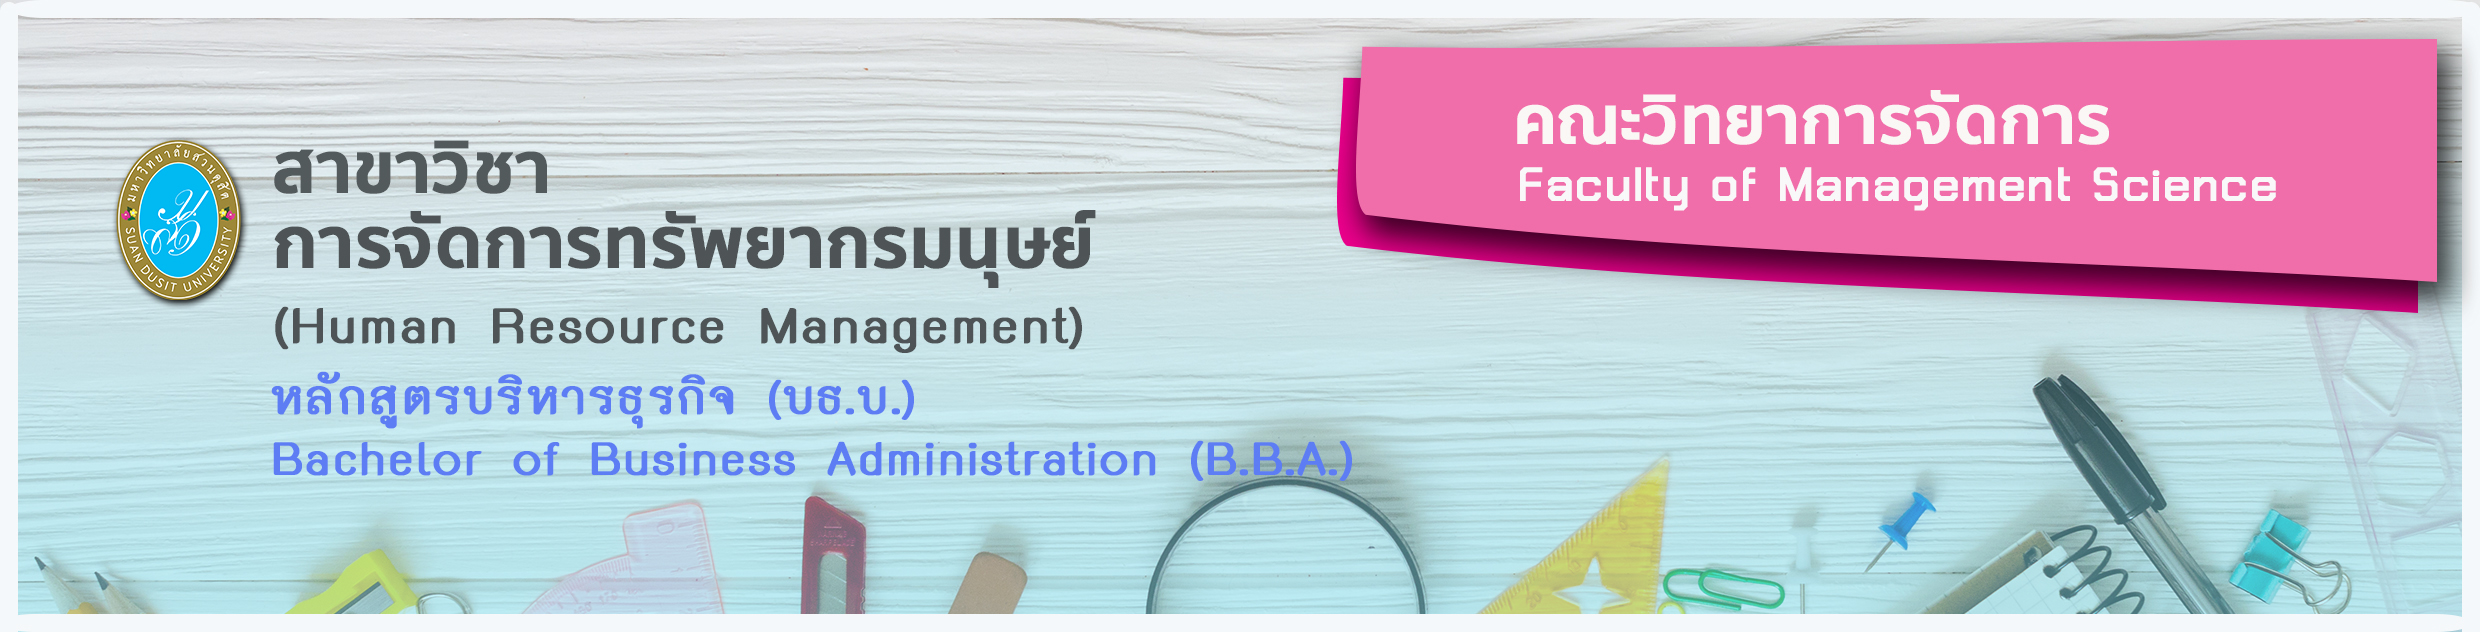 มหาวิทยาลัยสวนดุสิต
SUAN DUSIT UNIVERSITY
สาขาวิชา
การจัดการทรัพยากรมนุษย์
(Human Resource Management)
หลักสูตรบริหารธุรกิจ (บธ.บ.)
Bachelor of Business Administration (B.B.A.)
คณะวิทยาการจัดการ
Faculty of Management Science